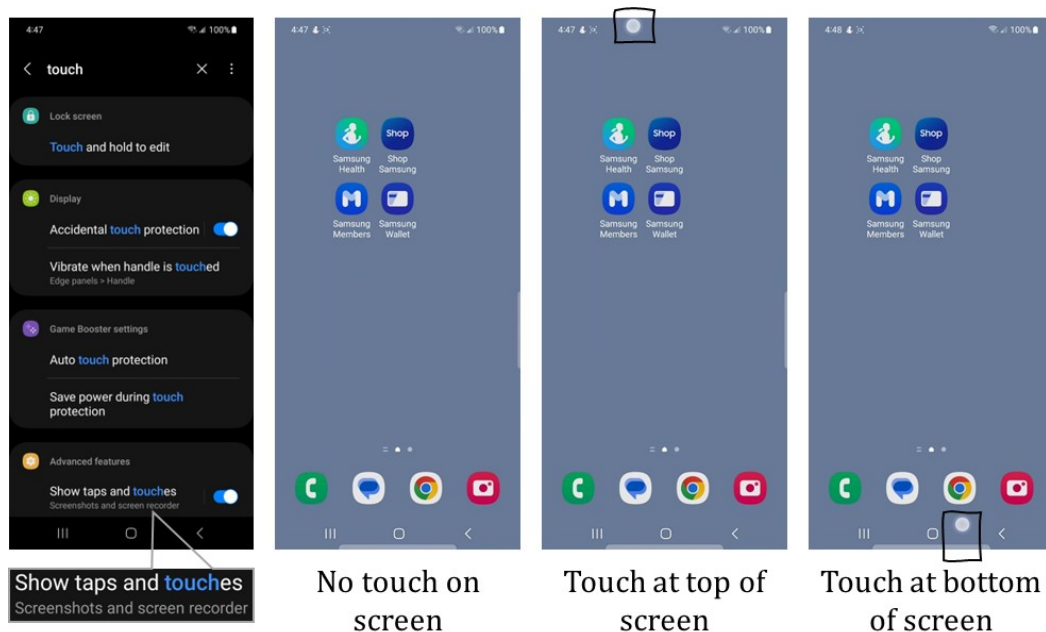 4:47
100%
touch
Lock screen
Touch and hold to edit
Display
Accidental touch protection
Vibrate when handle is touched
Edge panels > Handle
Game Booster settings
Auto touch protection
Save power during touch
protection
Advanced features
Show taps and touches
Screenshots and screen recorder
Show taps and touches
Screenshots and screen recorder
4:47
100%
Shop
Samsung Shop
Health Samsung
Samsung Samsung
Members Wallet
No touch on
screen
4:47
100%
Shop
Samsung Shop
Health Samsung
Samsung Samsung
Members Wallet
Touch at top of
screen
4:48
100%
Shop
Samsung Shop
Health Samsung
Samsung Samsung
Members Wallet
Touch at bottom
of screen